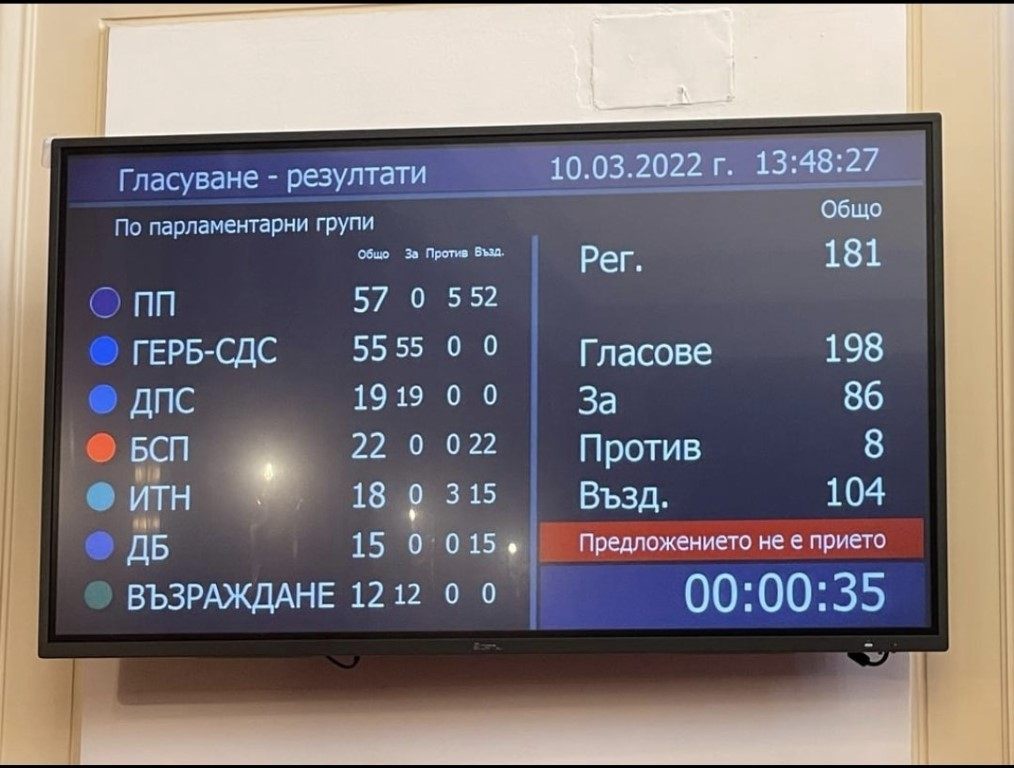 Гласуване - резултати 10.03.2022 г. 13:48:27
По парламентарни групи
Общо За Против Възд.
ПП 57 0 5 52
ГЕРБ-СДС 55 55 0 0
ДПС 19 19 0 0
БСП 22 0 0 22
ИТН 18 0 3 15
ДБ 15 0 0 15
ВЪЗРАЖДАНЕ 12 12 0 0
Общо
Рег. 181
Гласове 198
За 86
Против 8
Възд. 104
Предложението не е прието
00:00:35